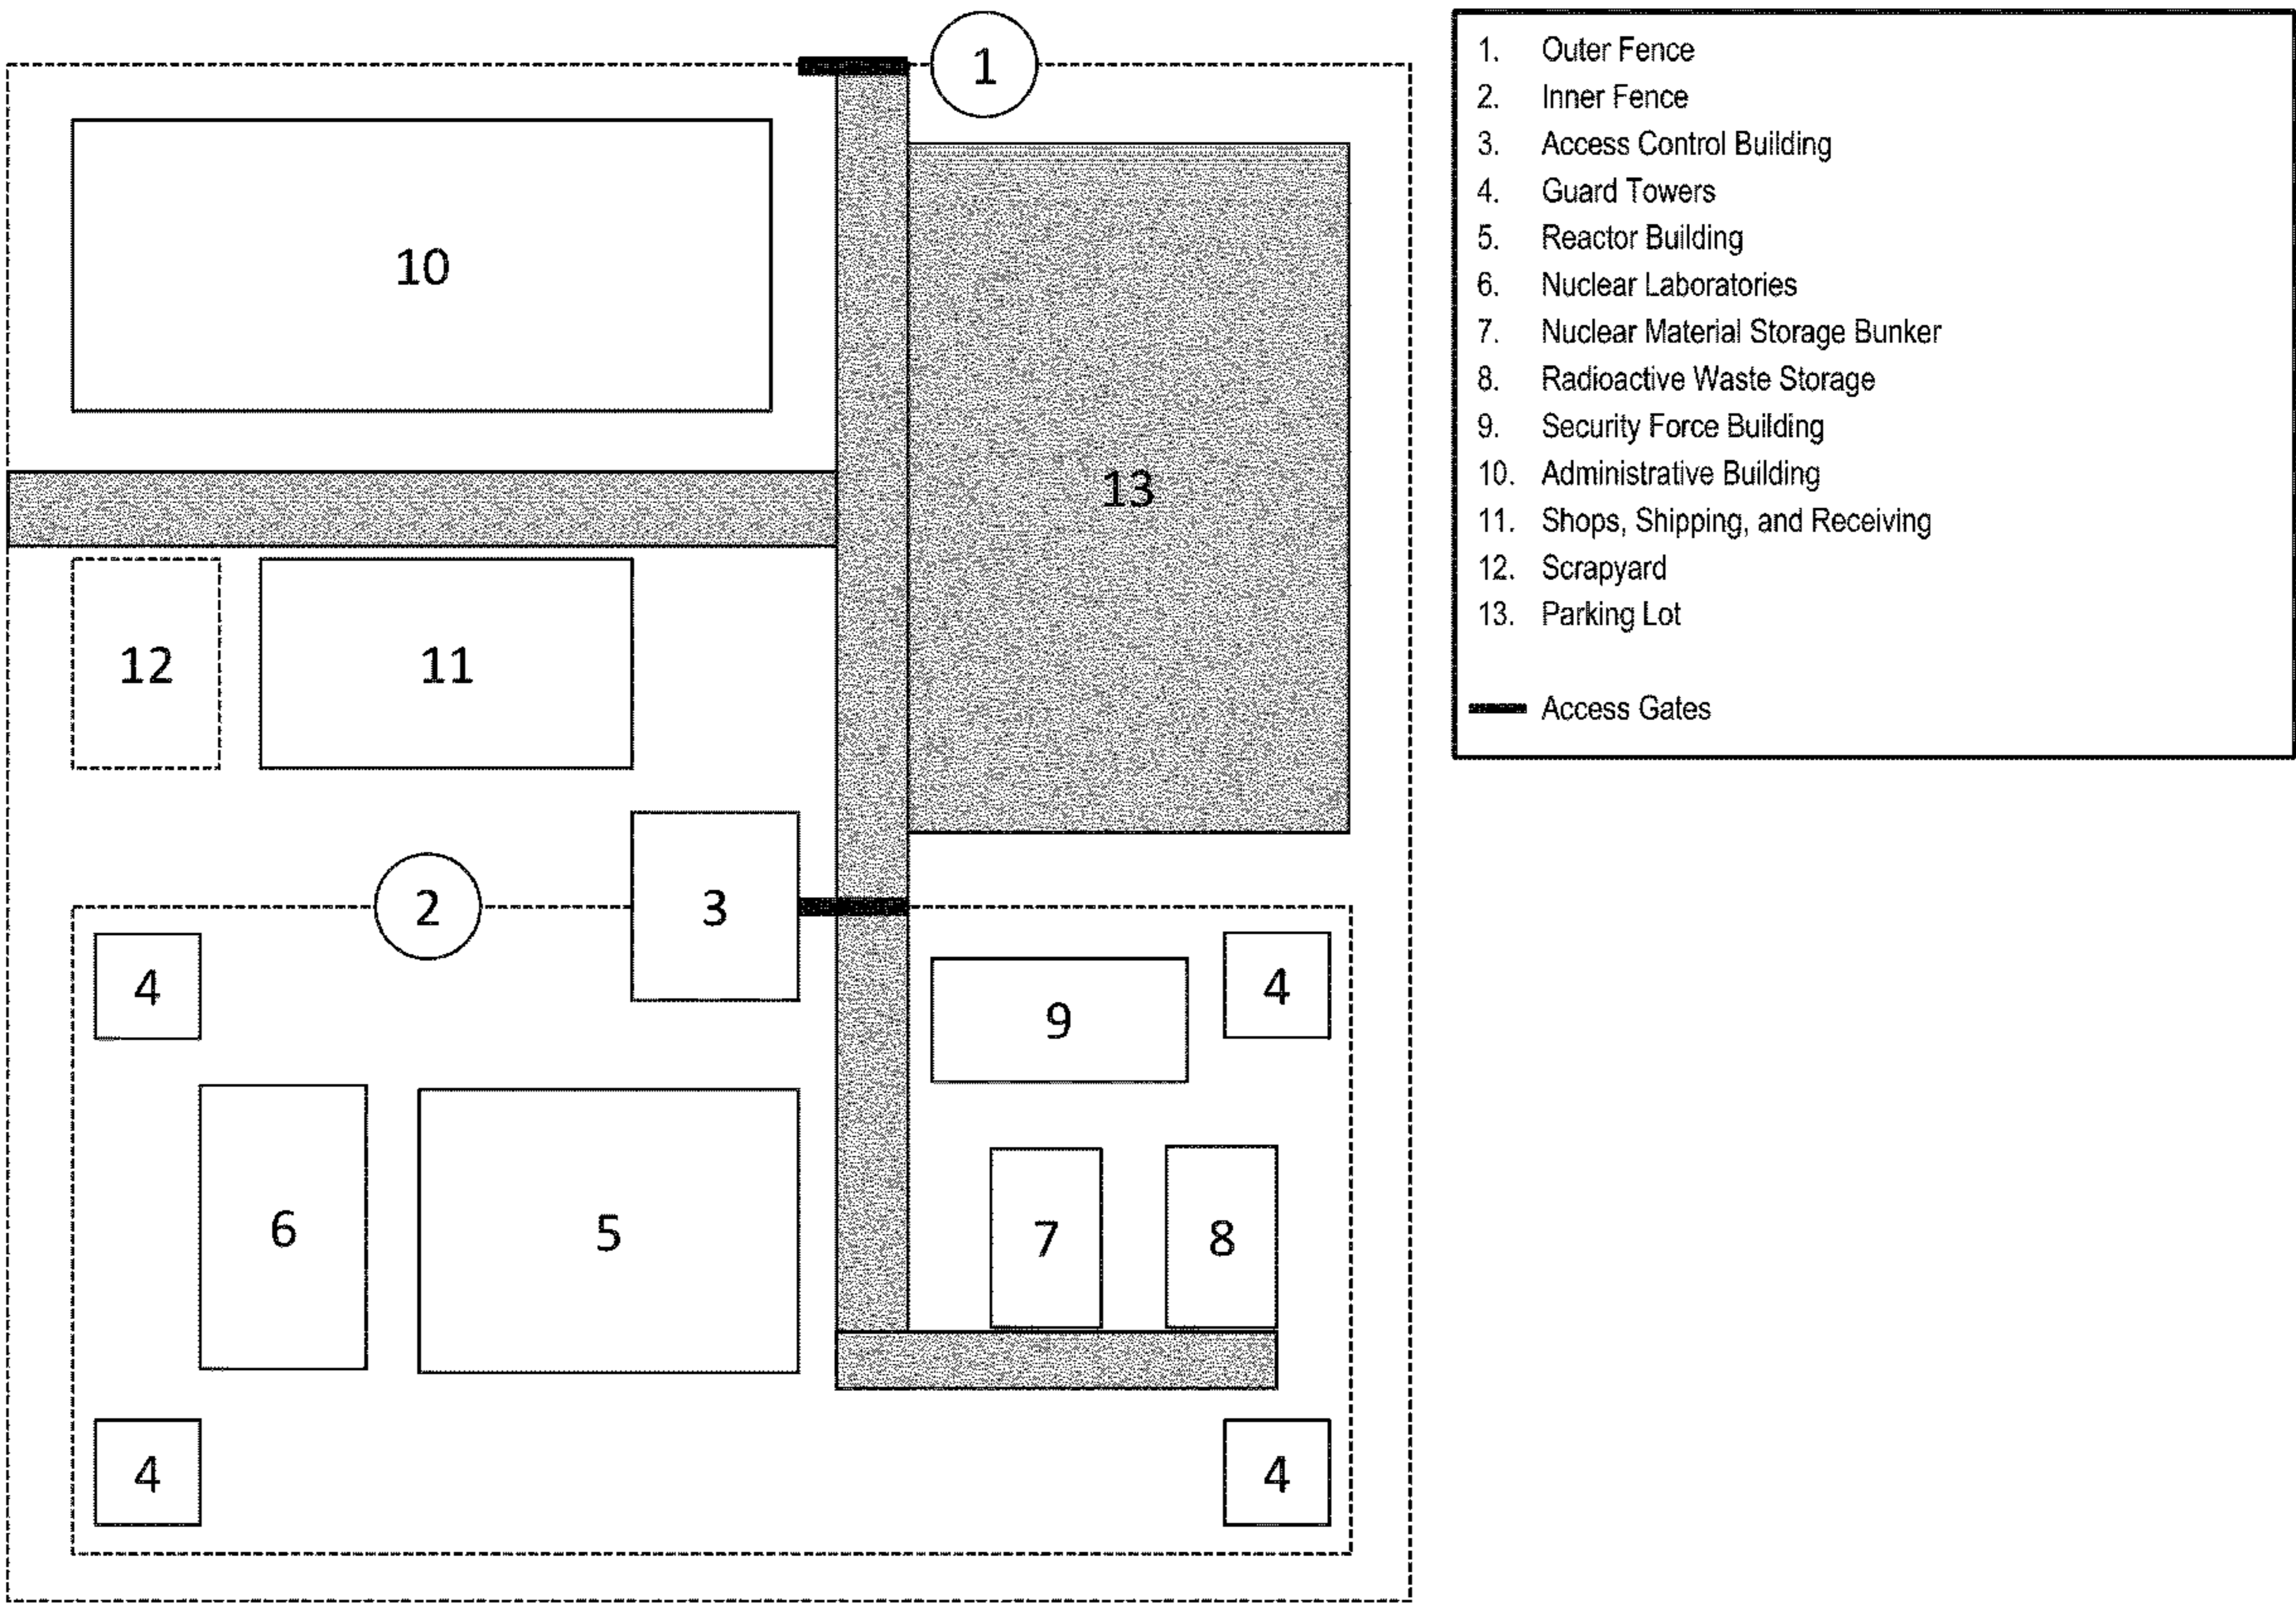 1
10
13
12
11
3
2
4
9
4
6
5
7
8
4
4
1. Outer Fence
2. Inner Fence
3. Access Control Building
4. Guard Towers
5. Reactor Building
6. Nuclear Laboratories
7. Nuclear Material Storage Bunker
8. Radioactive Waste Storage
9. Security Force Building
10. Administrative Building
11. Shops, Shipping, and Receiving
12. Scrapyard
13. Parking Lot
Access Gates